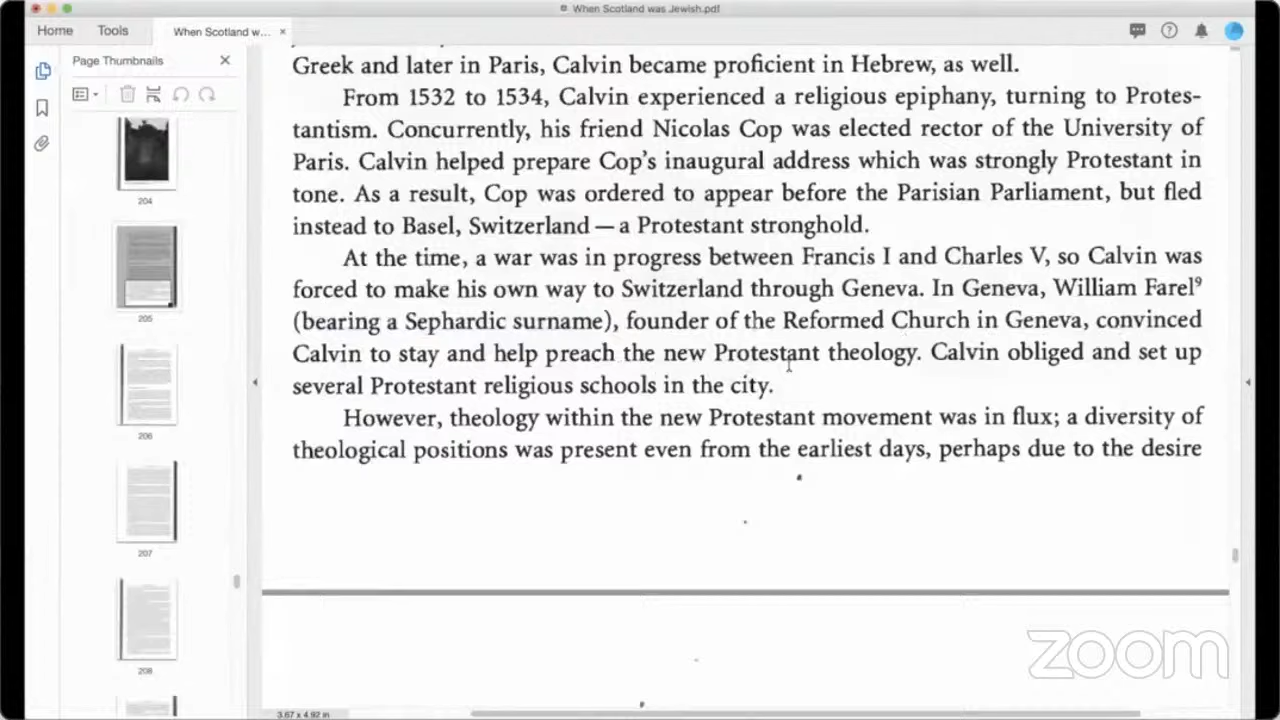 When Scotland was Jewish.pdf
Home
Tools
When Scotland w...
Page Thumbnails
204
205
206
207
208
Greek and later in Paris, Calvin became proficient in Hebrew, as well.
From 1532 to 1534, Calvin experienced a religious epiphany, turning to Protes-
tantism. Concurrently, his friend Nicolas Cop was elected rector of the University of
Paris. Calvin helped prepare Cop's inaugural address which was strongly Protestant in
tone. As a result, Cop was ordered to appear before the Parisian Parliament, but fled
instead to Basel, Switzerland — a Protestant stronghold.
At the time, a war was in progress between Francis I and Charles V, so Calvin was
forced to make his own way to Switzerland through Geneva. In Geneva, William Farel⁹
(bearing a Sephardic surname), founder of the Reformed Church in Geneva, convinced
Calvin to stay and help preach the new Protestant theology. Calvin obliged and set up
several Protestant religious schools in the city.
However, theology within the new Protestant movement was in flux; a diversity of
theological positions was present even from the earliest days, perhaps due to the desire
3.67 x 4.92 in
zoom